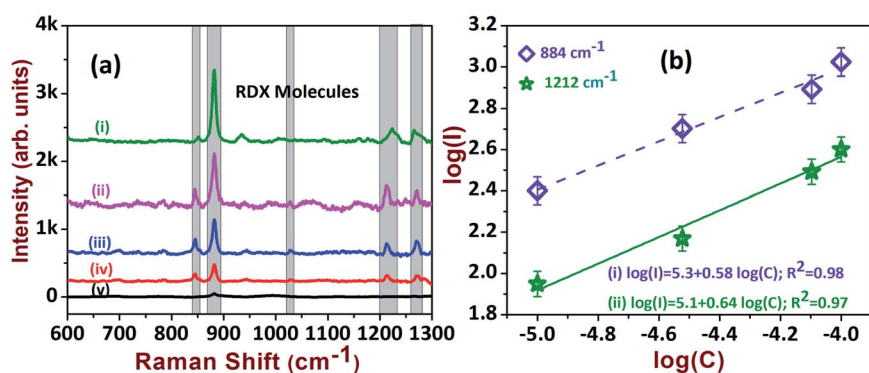 4k
3k
2k
1k
0
600 700 800 900 1000 1100 1200 1300
Intensity (arb. units)
Raman Shift (cm⁻¹)
(a)
RDX Molecules
(i)
(ii)
(iii)
(iv)
(v)
3.2
3.0
2.8
2.6
2.4
2.2
2.0
1.8
-5.0 -4.8 -4.6 -4.4 -4.2 -4.0
log(I)
log(C)
884 cm⁻¹
1212 cm⁻¹
(b)
(i) log(I)=5.3+0.58 log(C); R²=0.98
(ii) log(I)=5.1+0.64 log(C); R²=0.97